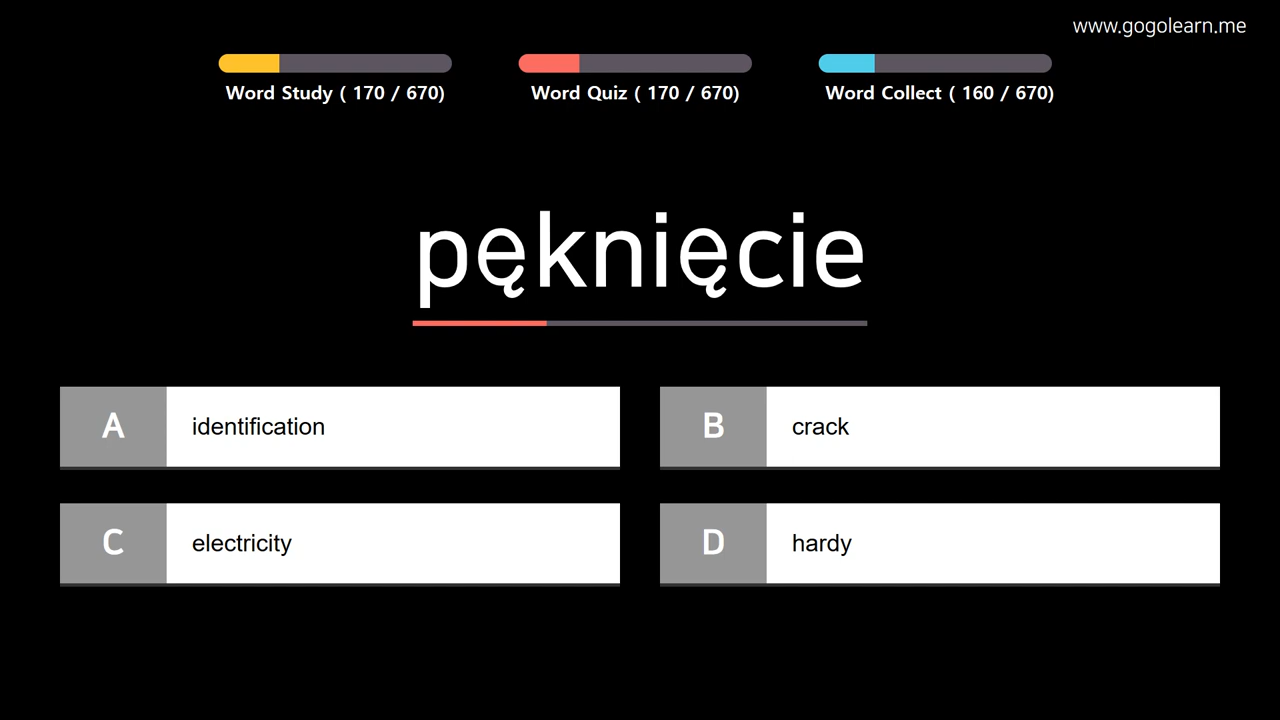 www.gogolearn.me
Word Study ( 170 / 670)
Word Quiz ( 170 / 670)
Word Collect ( 160 / 670)
pęknięcie
A identification
B crack
C electricity
D hardy